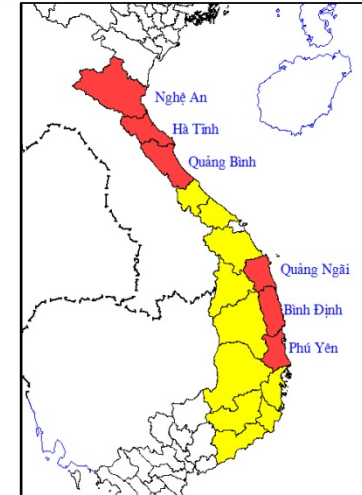 Nghệ An
Hà Tĩnh
Quảng Bình
Quảng Ngãi
Bình Định
Phú Yên